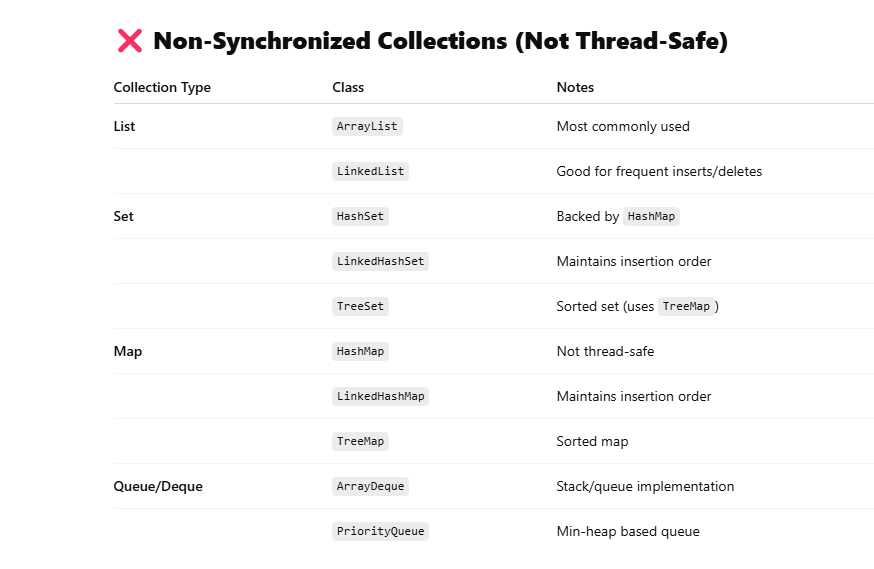 ❌ Non-Synchronized Collections (Not Thread-Safe)
Collection Type Class Notes
List ArrayList Most commonly used
LinkedList Good for frequent inserts/deletes
Set HashSet Backed by HashMap
LinkedHashSet Maintains insertion order
TreeSet Sorted set (uses TreeMap)
Map HashMap Not thread-safe
LinkedHashMap Maintains insertion order
TreeMap Sorted map
Queue/Deque ArrayDeque Stack/queue implementation
PriorityQueue Min-heap based queue